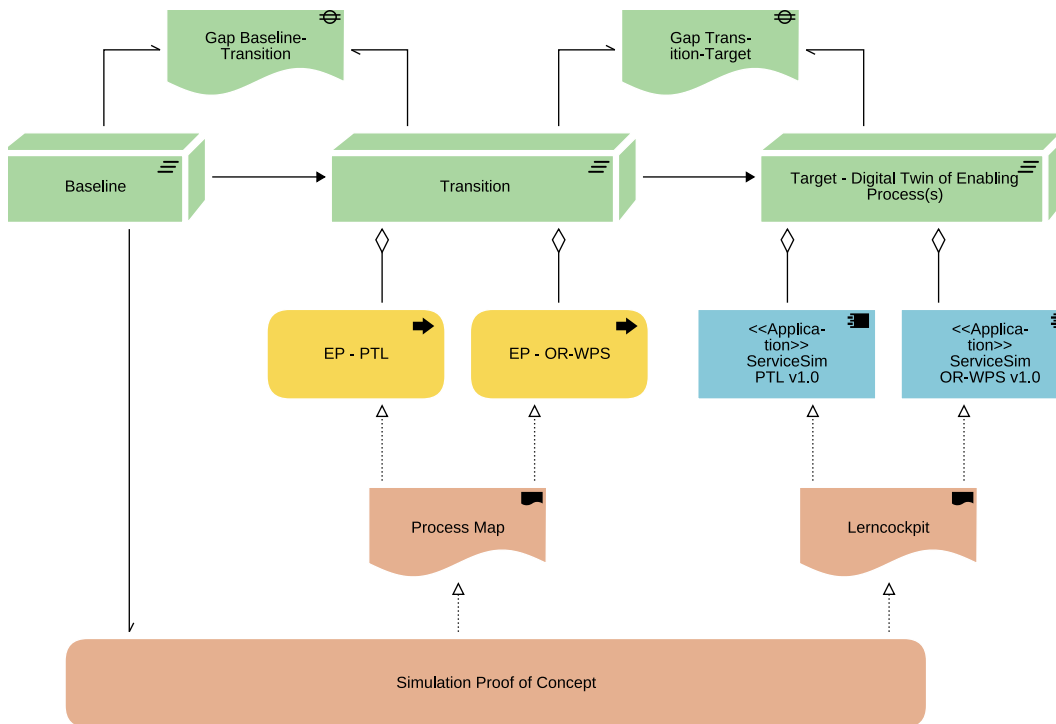 Gap Baseline-
Transition
Gap Trans-
ition-Target
Baseline
Transition
Target - Digital Twin of Enabling
Process(s)
EP - PTL
EP - OR-WPS
<<Applica-
tion>>
ServiceSim
PTL v1.0
<<Applica-
tion>>
ServiceSim
OR-WPS v1.0
Process Map
Lerncockpit
Simulation Proof of Concept